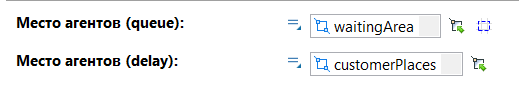 Место агентов (queue): waitingArea
Место агентов (delay): customerPlaces